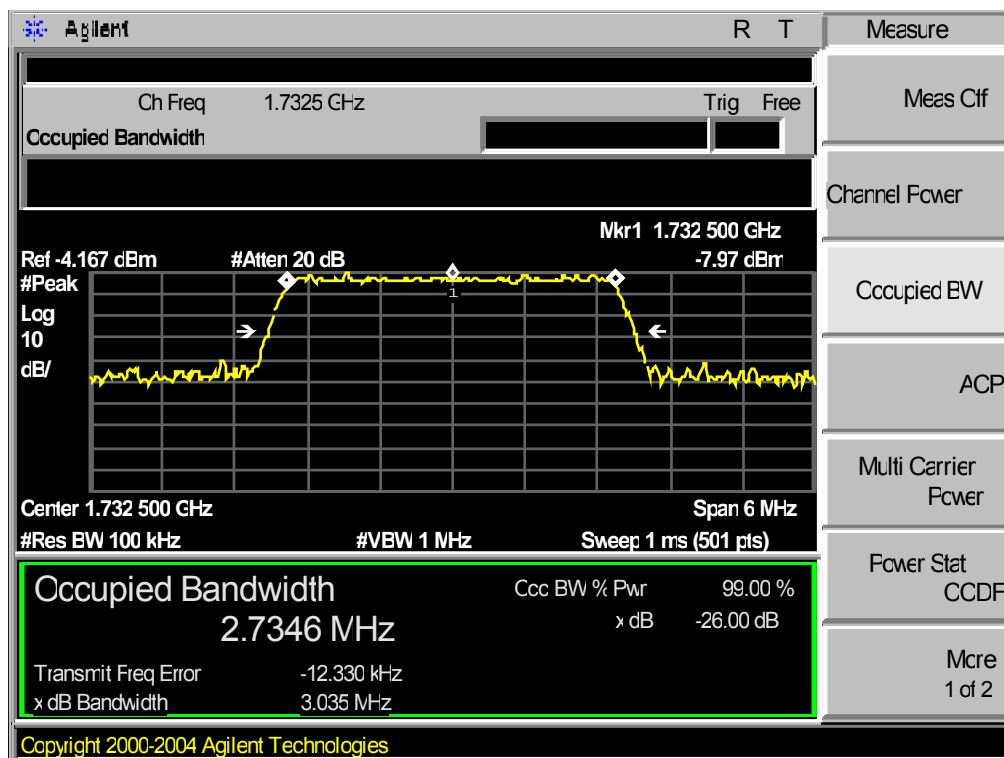 Agilent R T
Ch Freq 1.7325 GHz Trig Free
Occupied Bandwidth
Mkr1 1.732 500 GHz
Ref -4.167 dBm #Atten 20 dB -7.97 dBm
#Peak
Log
10
dB/
1
Center 1.732 500 GHz Span 6 MHz
#Res BW 100 kHz #VBW 1 MHz Sweep 1 ms (501 pts)
Occupied Bandwidth
2.7346 MHz
Occ BW % Pwr 99.00 %
x dB -26.00 dB
Transmit Freq Error -12.330 kHz
x dB Bandwidth 3.035 MHz
Copyright 2000-2004 Agilent Technologies
Measure
Meas Off
Channel Power
Occupied BW
ACP
Multi Carrier
Power
Power Stat
CCDF
More
1 of 2